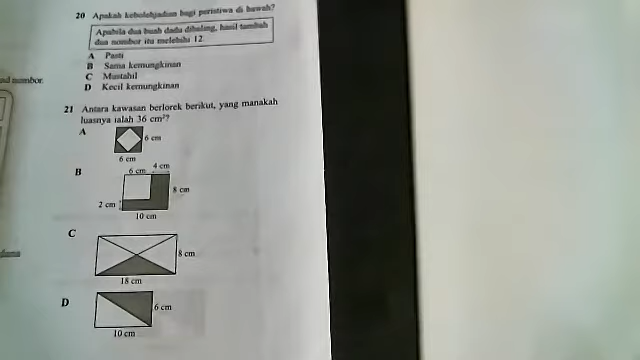 20 Apakah kebolehjadian bagi peristiwa di bawah?
Apabila dua buah dadu dibaling, hasil tambah
dua nombor itu melebihi 12.
A Pasti
B Sama kemungkinan
C Mustahil
D Kecil kemungkinan
nombor.
21 Antara kawasan berlorek berikut, yang manakah
luasnya ialah 36 cm²?
A
6 cm
6 cm
B
6 cm
4 cm
8 cm
2 cm
10 cm
C
8 cm
18 cm
D
6 cm
10 cm